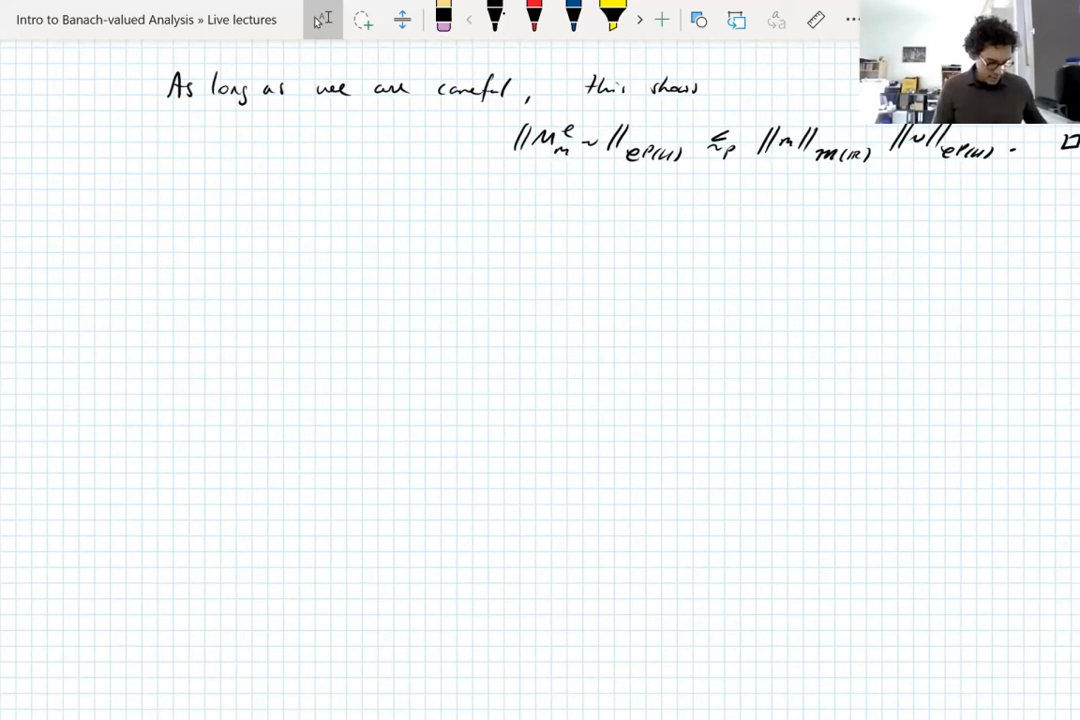 Intro to Banach-valued Analysis » Live lectures
As long as we are careful, this shows
‖M_m^e v‖_{ℓ^p(H)} ≲_p ‖m‖_{m(ℝ)} ‖v‖_{ℓ^p(H)}. □